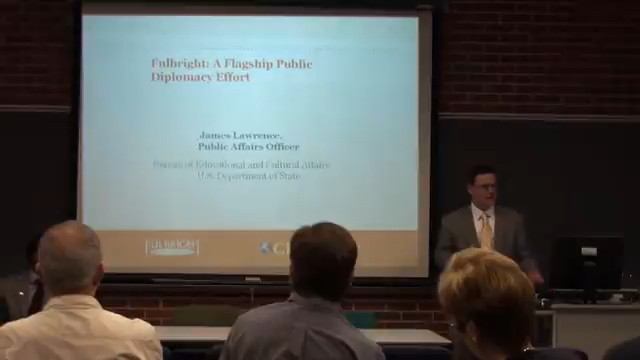 Fulbright: A Flagship Public
Diplomacy Effort
James Lawrence,
Public Affairs Officer
Bureau of Educational and Cultural Affairs
U.S. Department of State
FULBRIGHT